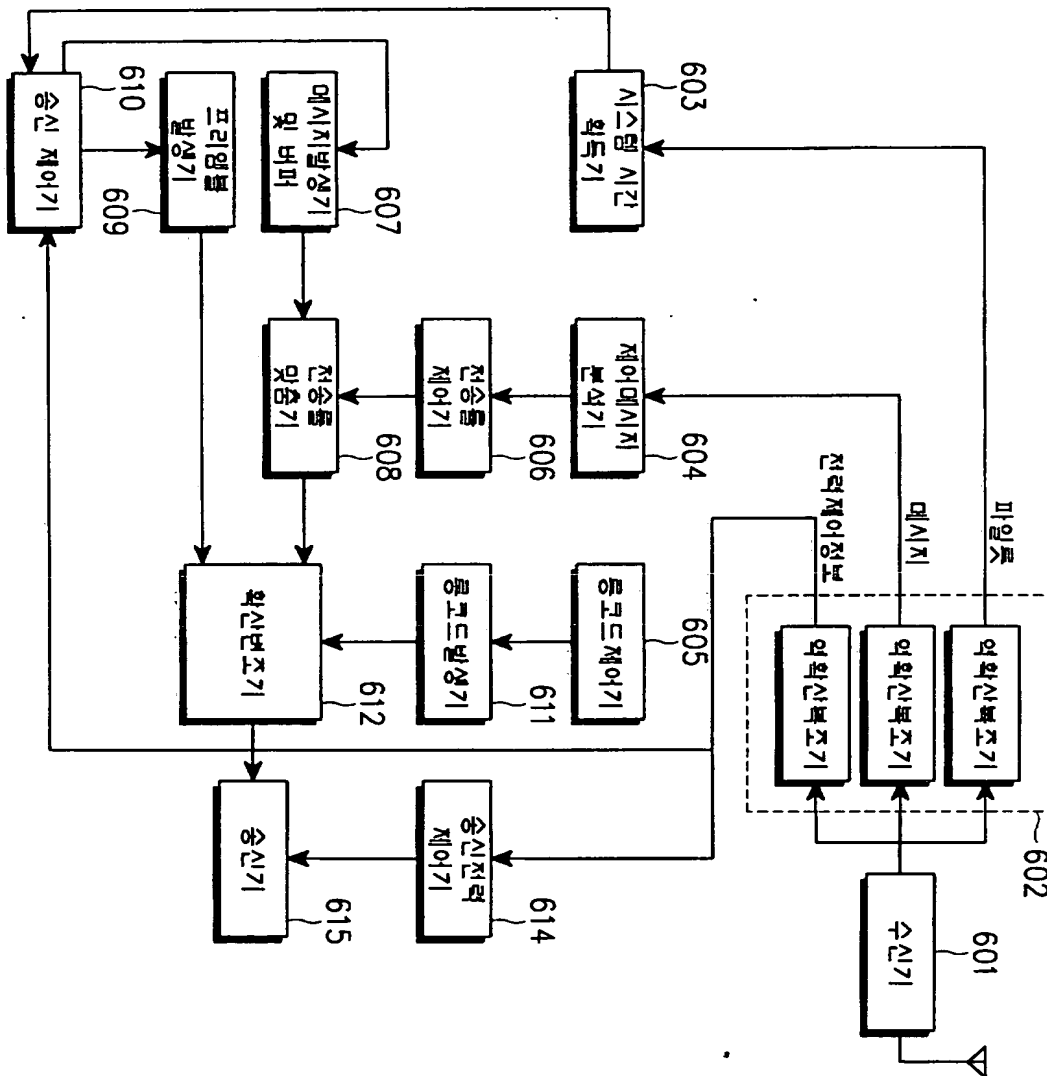 파일롯
역확산복조기
메시지
역확산복조기
수신기
601
전력제어정보
역확산복조기
602
시스템 시간
획득기
603
제어메시지
분석기
604
롱코드제어기
605
전송률
제어기
606
롱코드발생기
611
송신전력
제어기
614
메시지발생기
및 버퍼
607
전송률
맞춤기
608
확산변조기
612
송신기
615
프리앰블
발생기
609
송신 제어기
610